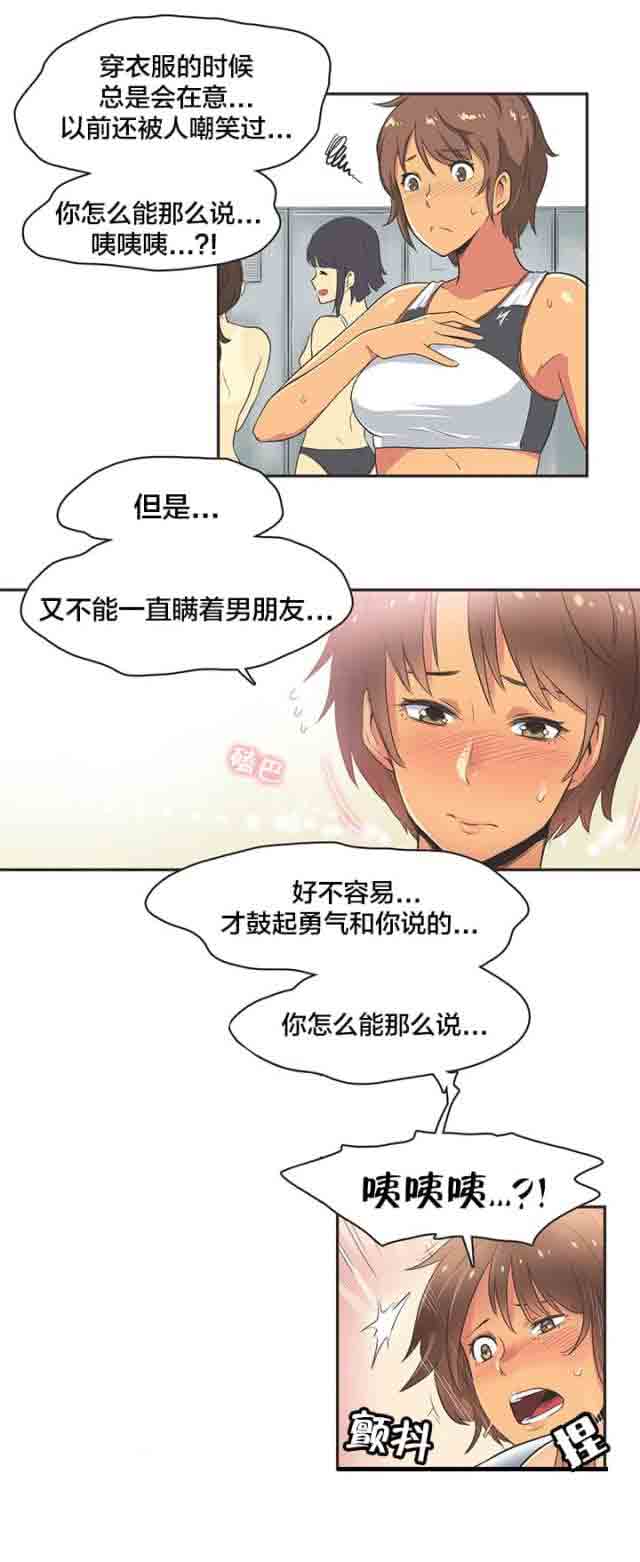 穿衣服的时候
总是会在意…
以前还被人嘲笑过…
你怎么能那么说…
咦咦咦…?!
但是…
又不能一直瞒着男朋友…
磕巴
好不容易…
才鼓起勇气和你说的…
你怎么能那么说…
咦咦咦…?!
颤抖
捏